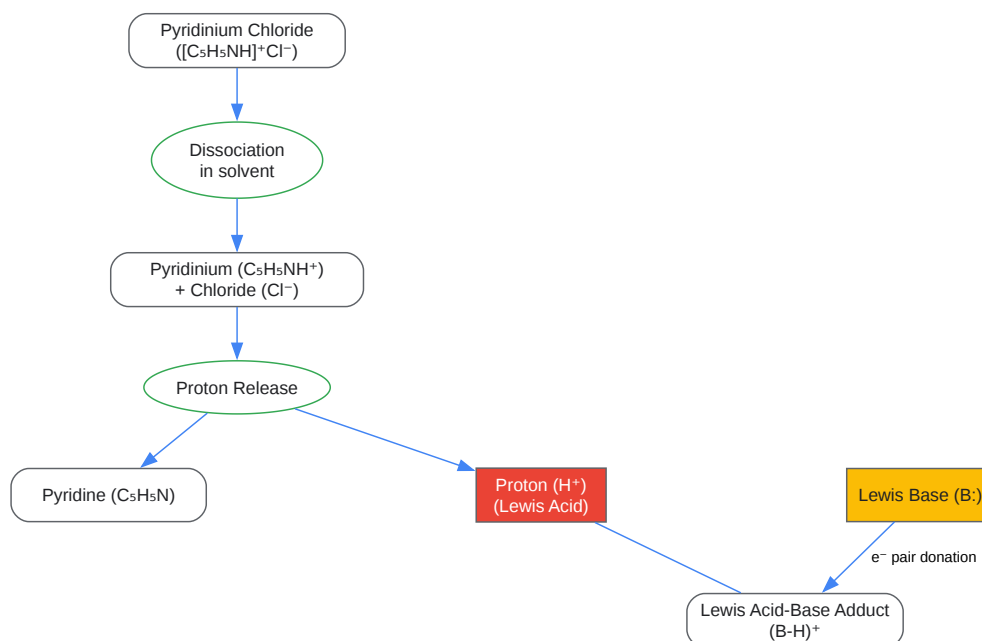 Pyridinium Chloride
([C₅H₅NH]⁺Cl⁻)
Dissociation
in solvent
Pyridinium (C₅H₅NH⁺)
+ Chloride (Cl⁻)
Proton Release
Pyridine (C₅H₅N)
Proton (H⁺)
(Lewis Acid)
Lewis Base (B:)
e⁻ pair donation
Lewis Acid-Base Adduct
(B-H)⁺